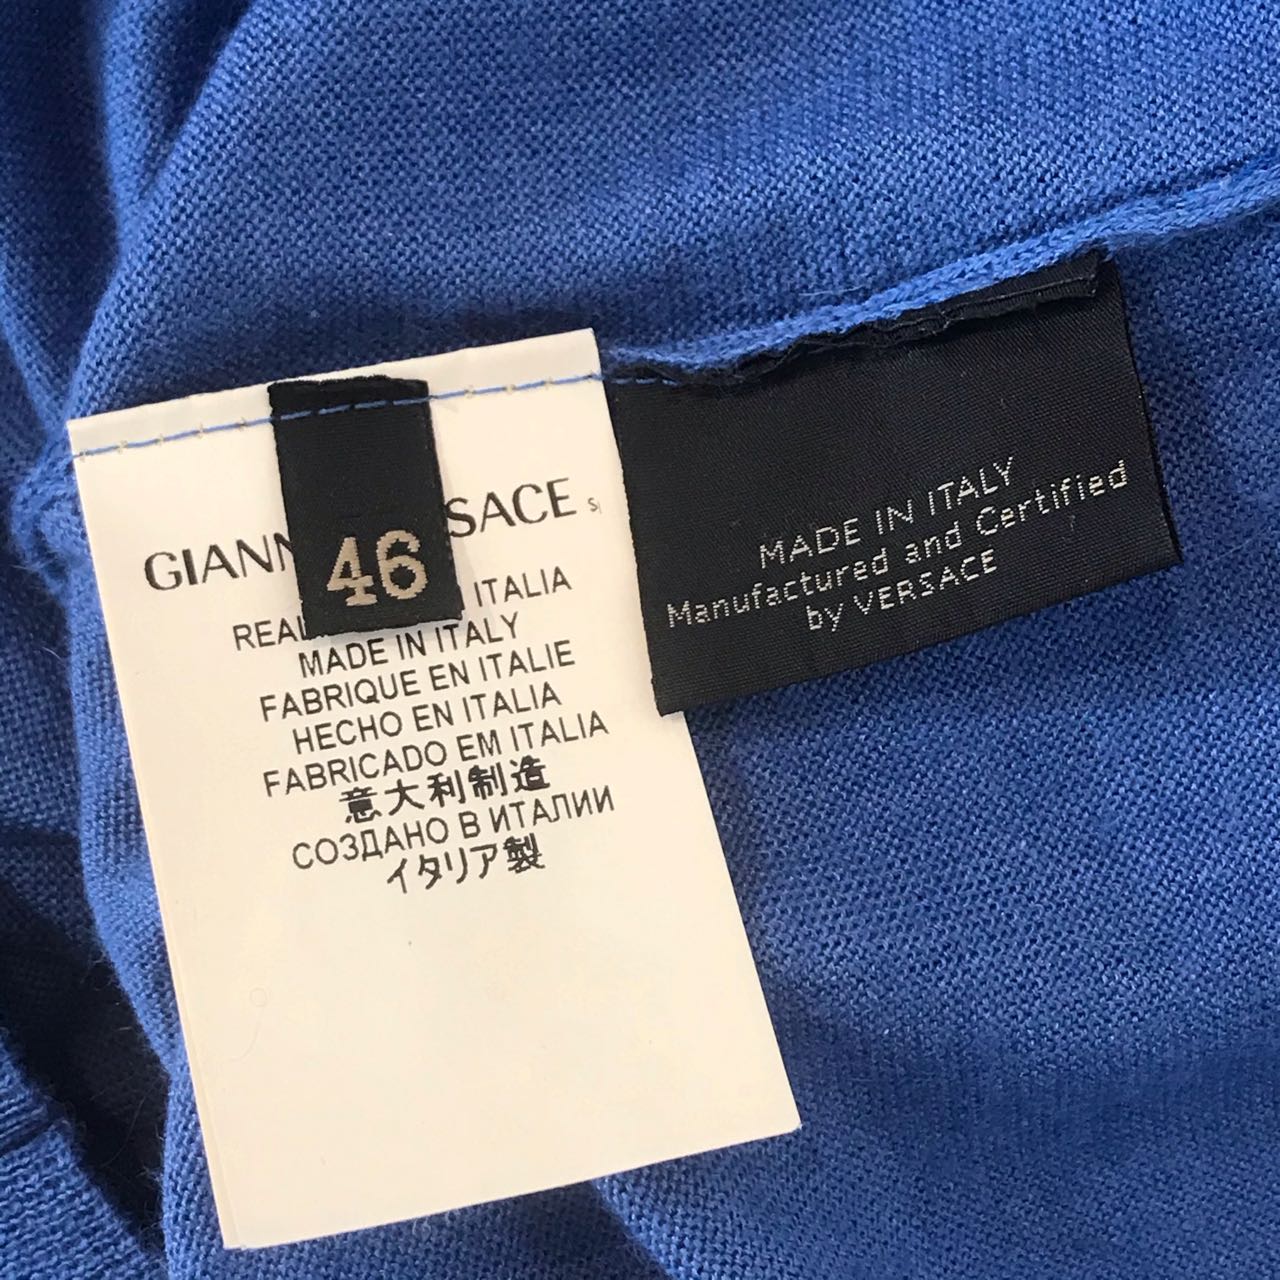 GIANN SACE
46
REAL ITALIA
MADE IN ITALY
FABRIQUE EN ITALIE
HECHO EN ITALIA
FABRICADO EM ITALIA
意大利制造
СОЗДАНО В ИТАЛИИ
イタリア製
MADE IN ITALY
Manufactured and Certified
by VERSACE